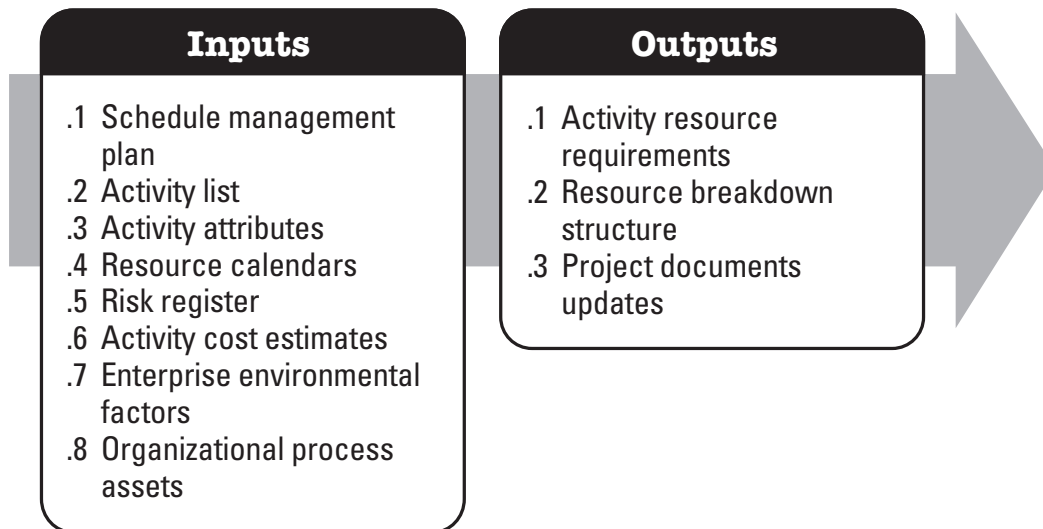 Inputs
.1 Schedule management
plan
.2 Activity list
.3 Activity attributes
.4 Resource calendars
.5 Risk register
.6 Activity cost estimates
.7 Enterprise environmental
factors
.8 Organizational process
assets
Outputs
.1 Activity resource
requirements
.2 Resource breakdown
structure
.3 Project documents
updates